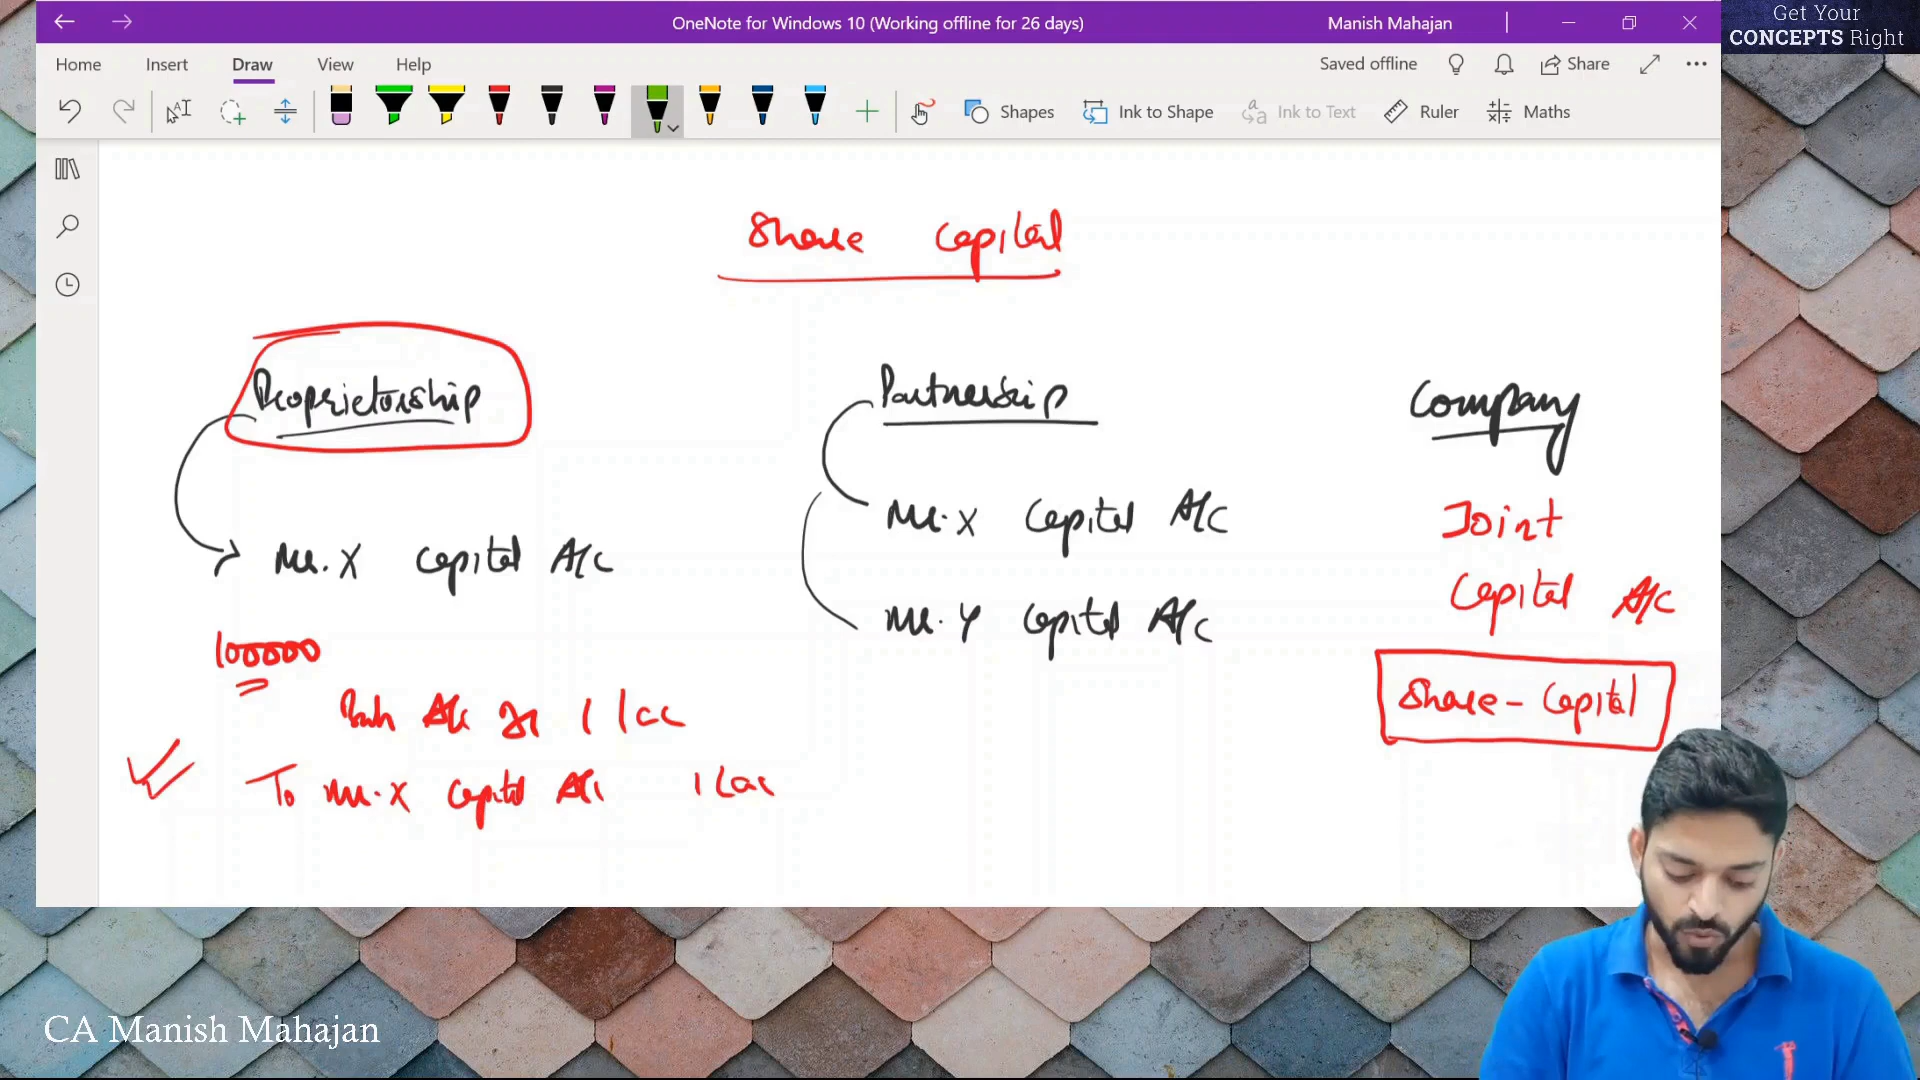 OneNote for Windows 10 (Working offline for 26 days)
Manish Mahajan
Get Your
CONCEPTS Right
Home Insert Draw View Help
Saved offline Share
Shapes Ink to Shape Ink to Text Ruler Maths
Share Capital
Proprietorship
Partnership
Company
Mr. X Capital A/c
Mr. X Capital A/c
Mr. Y Capital A/c
Joint
Capital A/c
Share - Capital
100000
Bank A/c Dr 1 lac
To Mr. X Capital A/c 1 lac
CA Manish Mahajan